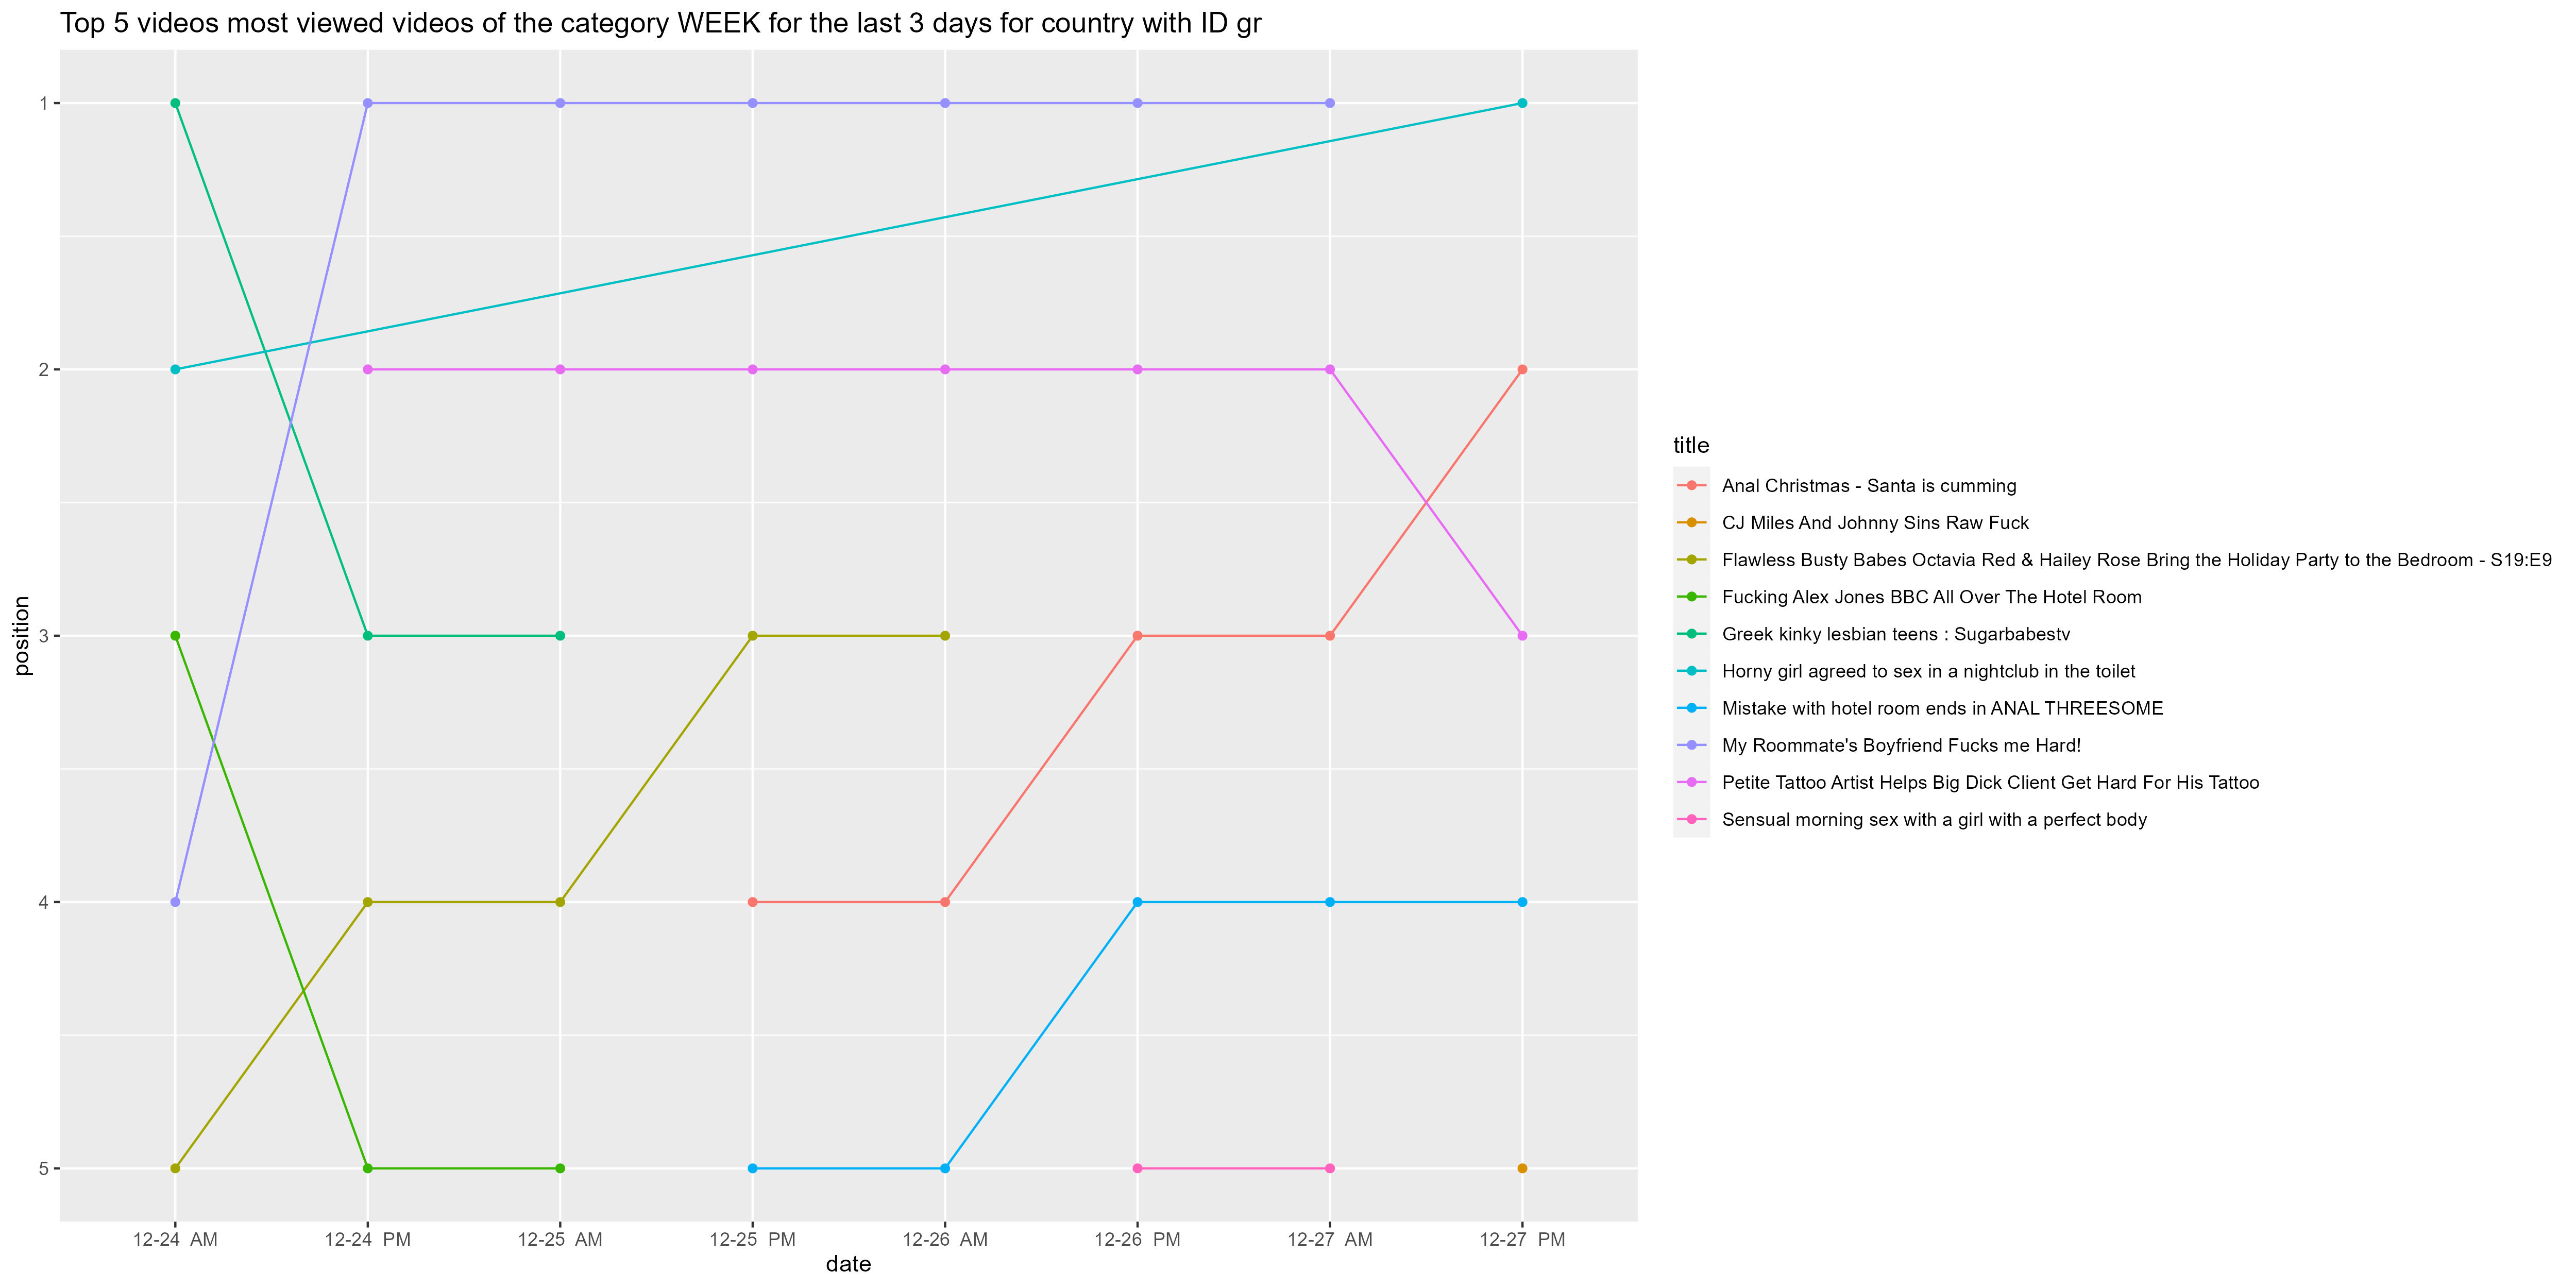 Top 5 videos most viewed videos of the category WEEK for the last 3 days for country with ID gr
position
1
2
3
4
5
12-24 AM
12-24 PM
12-25 AM
12-25 PM
12-26 AM
12-26 PM
12-27 AM
12-27 PM
date
title
Anal Christmas - Santa is cumming
CJ Miles And Johnny Sins Raw Fuck
Flawless Busty Babes Octavia Red & Hailey Rose Bring the Holiday Party to the Bedroom - S19:E9
Fucking Alex Jones BBC All Over The Hotel Room
Greek kinky lesbian teens : Sugarbabestv
Horny girl agreed to sex in a nightclub in the toilet
Mistake with hotel room ends in ANAL THREESOME
My Roommate's Boyfriend Fucks me Hard!
Petite Tattoo Artist Helps Big Dick Client Get Hard For His Tattoo
Sensual morning sex with a girl with a perfect body